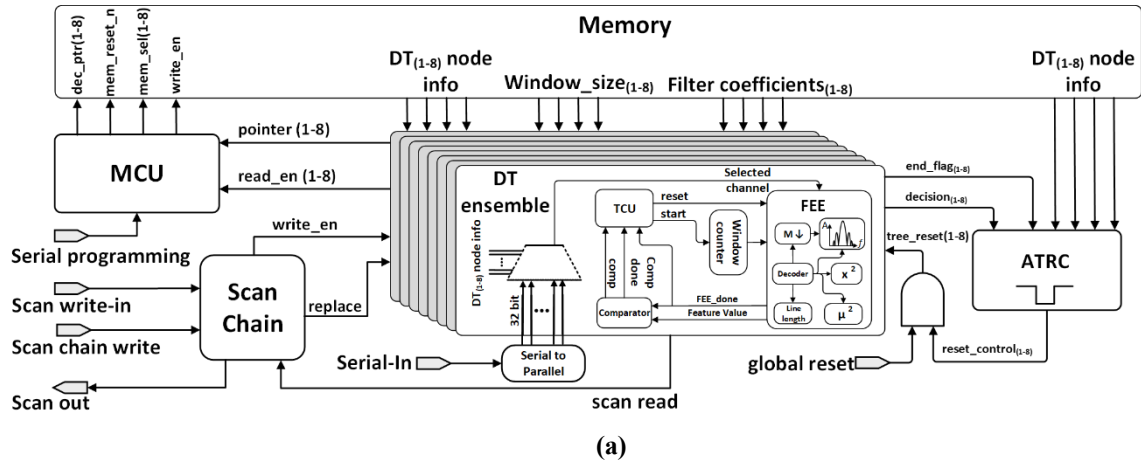 Memory
dec_ptr(1-8)
mem_reset_n
mem_sel(1-8)
write_en
DT(1-8) node
info
Window_size(1-8)
Filter coefficients(1-8)
DT(1-8) node
info
MCU
pointer (1-8)
read_en (1-8)
Serial programming
Scan write-in
Scan chain write
Scan out
Scan
Chain
write_en
replace
DT
ensemble
DT(1-8) node info
32 bit
Serial-In
Serial to
Parallel
scan read
Selected
channel
TCU
reset
start
Window
counter
comp
Comp
done
Comparator
FEE_done
Feature Value
FEE
M↓
A
f
Decoder
x²
Line
length
μ²
end_flag(1-8)
decision(1-8)
tree_reset(1-8)
ATRC
global reset
reset_control(1-8)
(a)